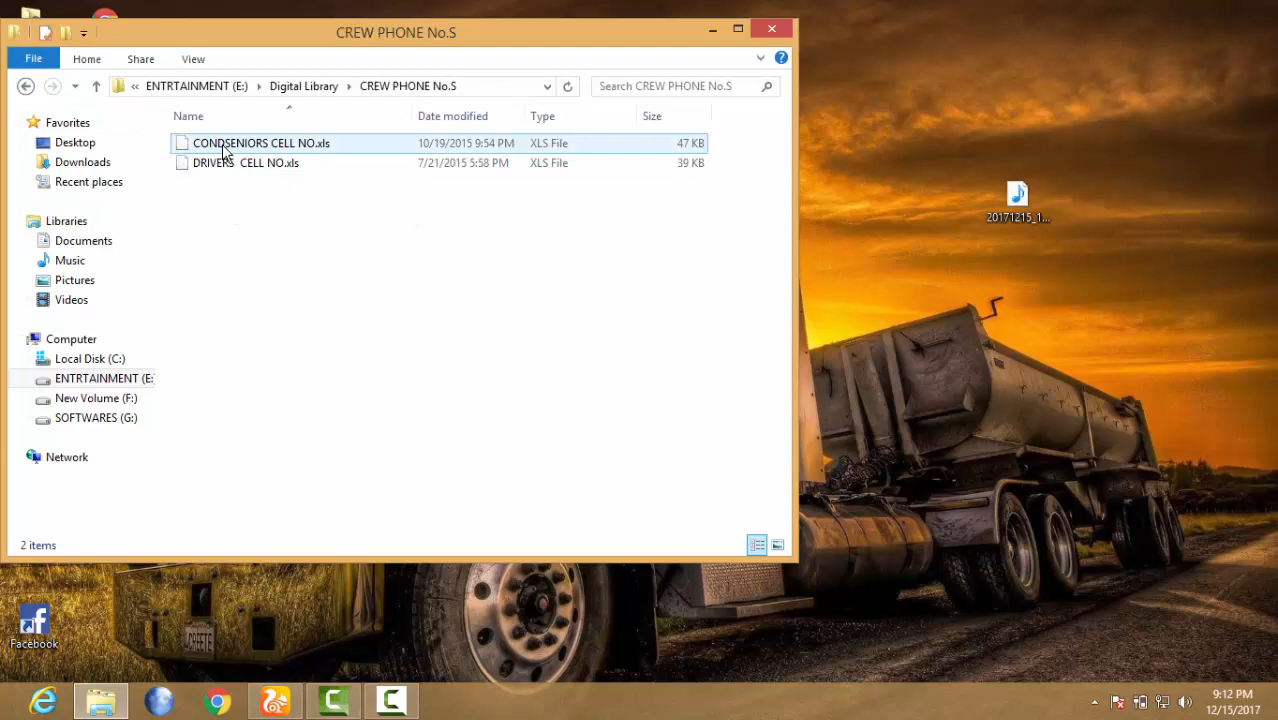 CREW PHONE No.S
File Home Share View
« ENTRTAINMENT (E:) Digital Library CREW PHONE No.S Search CREW PHONE No.S
Name Date modified Type Size
CONDSENIORS CELL NO.xls 10/19/2015 9:54 PM XLS File 47 KB
DRIVERS CELL NO.xls 7/21/2015 5:58 PM XLS File 39 KB
Favorites
Desktop
Downloads
Recent places
Libraries
Documents
Music
Pictures
Videos
Computer
Local Disk (C:)
ENTRTAINMENT (E:
New Volume (F:)
SOFTWARES (G:)
Network
2 items
20171215_1...
Facebook
9:12 PM
12/15/2017